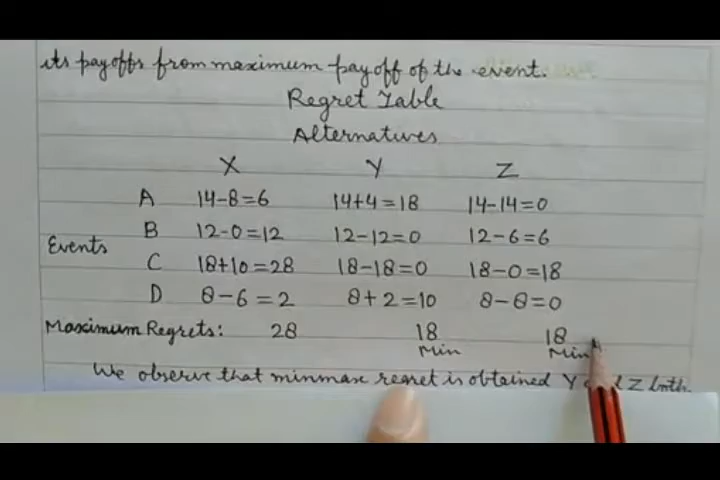 its payoffs from maximum payoff of the event.
Regret Table
Alternatives
X Y Z
A 14-8=6 14+4=18 14-14=0
B 12-0=12 12-12=0 12-6=6
Events
C 18+10=28 18-18=0 18-0=18
D 8-6=2 8+2=10 8-8=0
Maximum Regrets: 28 18 18
Min Min
We observe that minmax regret is obtained Y Z both.